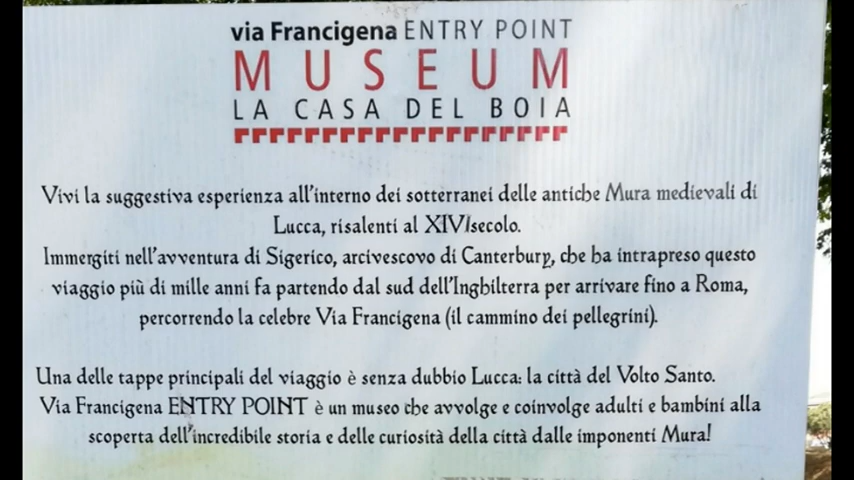 via Francigena ENTRY POINT
MUSEUM
LA CASA DEL BOIA
Vivi la suggestiva esperienza all'interno dei sotterranei delle antiche Mura medievali di
Lucca, risalenti al XIV secolo.
Immergiti nell'avventura di Sigerico, arcivescovo di Canterbury, che ha intrapreso questo
viaggio più di mille anni fa partendo dal sud dell'Inghilterra per arrivare fino a Roma,
percorrendo la celebre Via Francigena (il cammino dei pellegrini).
Una delle tappe principali del viaggio è senza dubbio Lucca: la città del Volto Santo.
Via Francigena ENTRY POINT è un museo che avvolge e coinvolge adulti e bambini alla
scoperta dell'incredibile storia e delle curiosità della città dalle imponenti Mura!